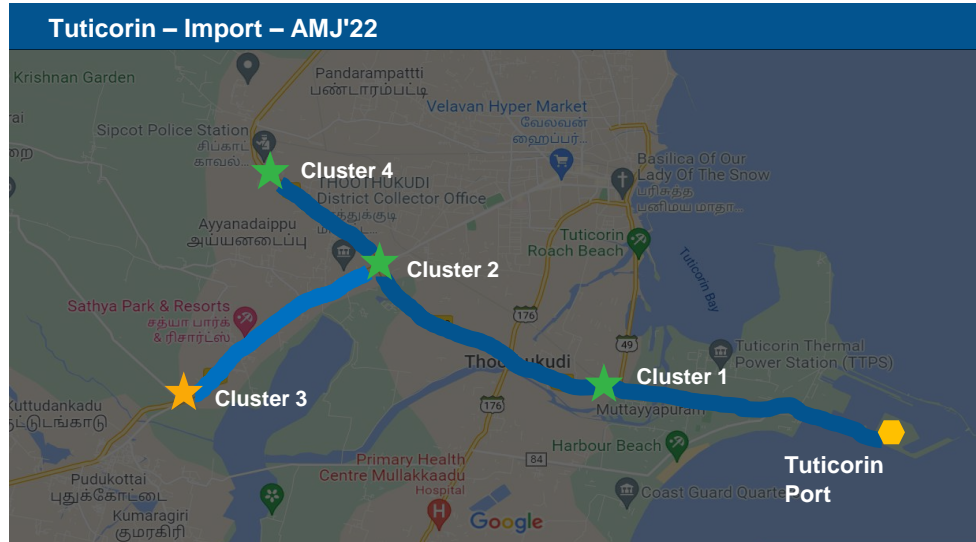 Tuticorin – Import – AMJ'22
Krishnan Garden
Pandarampattti
பண்டாரம்பட்டி
rai
றை
Velavan Hyper Market
வேலவன்
ஹைப்பர்...
Sipcot Police Station
சிப்காட்
காவல்...
Basilica Of Our
Lady Of The Snow
பரிசுத்த
பனிமய மாதா...
Cluster 4
THOOTHUKUDI
District Collector Office
Ayyanadaippu
அய்யனடைப்பு
Tuticorin
Roach Beach
Tuticorin Bay
Cluster 2
Sathya Park & Resorts
சத்யா பார்க்
& ரிசார்ட்ஸ்
176
49
Tuticorin Thermal
Power Station (TTPS)
Thoothukudi
Cluster 1
Cluster 3
Muttayyapuram
Kuttudankadu
176
Harbour Beach
84
Primary Health
Centre Mullakkaadu
Hospital
Tuticorin
Port
Pudukottai
புதுக்கோட்டை
Coast Guard Quarte
Kumaragiri
குமரகிரி
H
Google